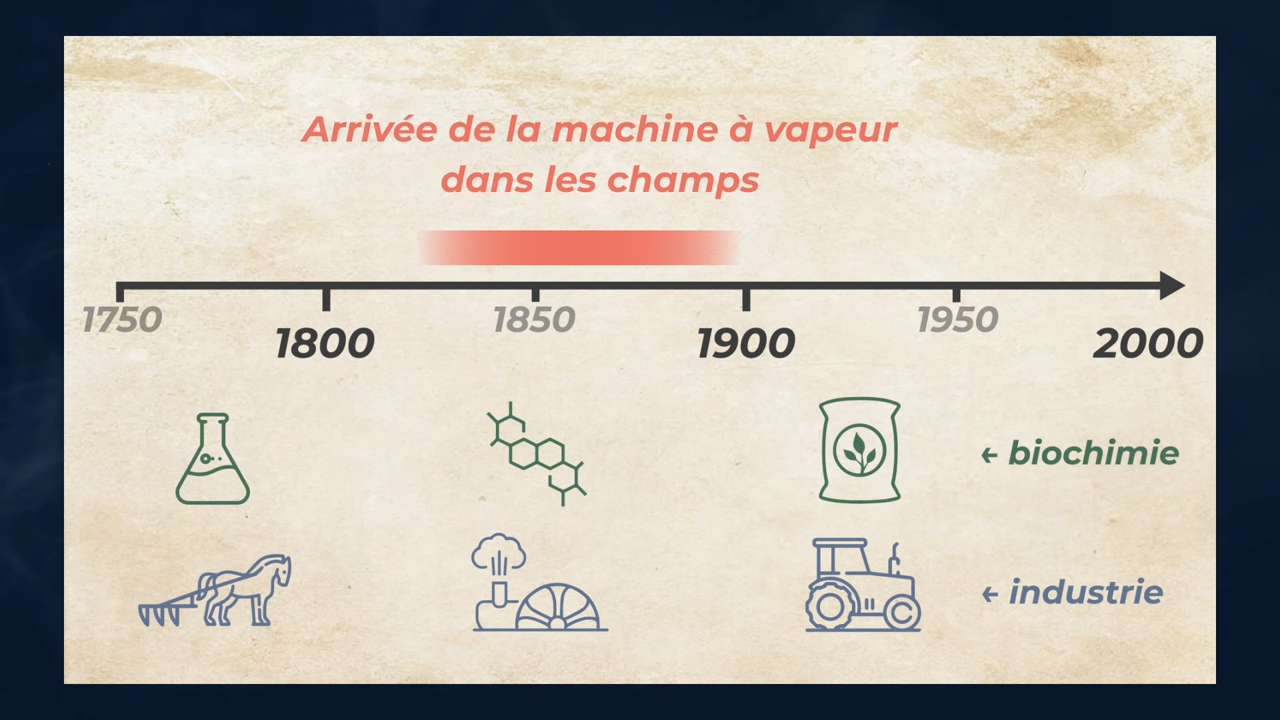 Arrivée de la machine à vapeur
dans les champs
1750
1800
1850
1900
1950
2000
← biochimie
← industrie